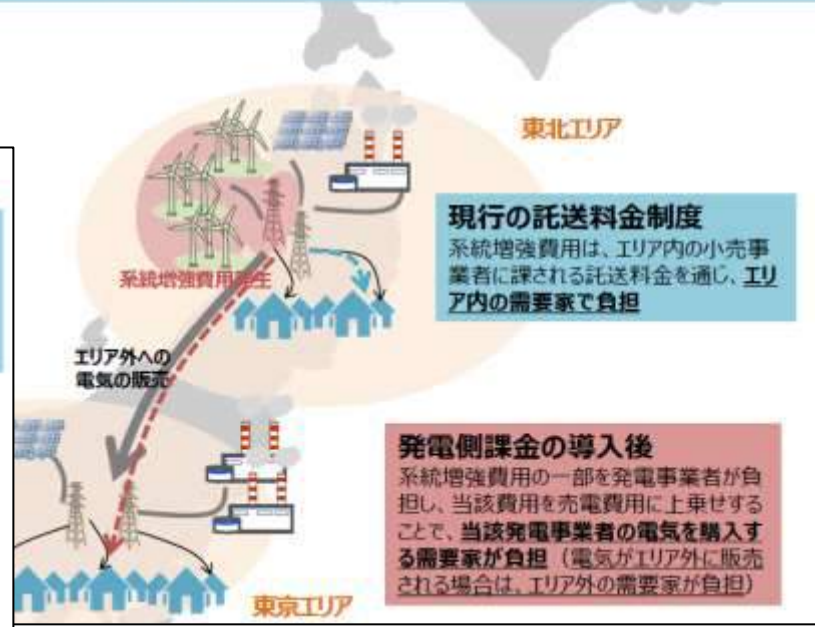 東北エリア
現行の託送料金制度
系統増強費用は、エリア内の小売事
業者に課される託送料金を通じ、エリ
ア内の需要家で負担
系統増強費用発生
エリア外への
電気の販売
発電側課金の導入後
系統増強費用の一部を発電事業者が負
担し、当該費用を売電費用に上乗せする
ことで、当該発電事業者の電気を購入す
る需要家が負担（電気がエリア外に販売
される場合は、エリア外の需要家が負担）
東京エリア